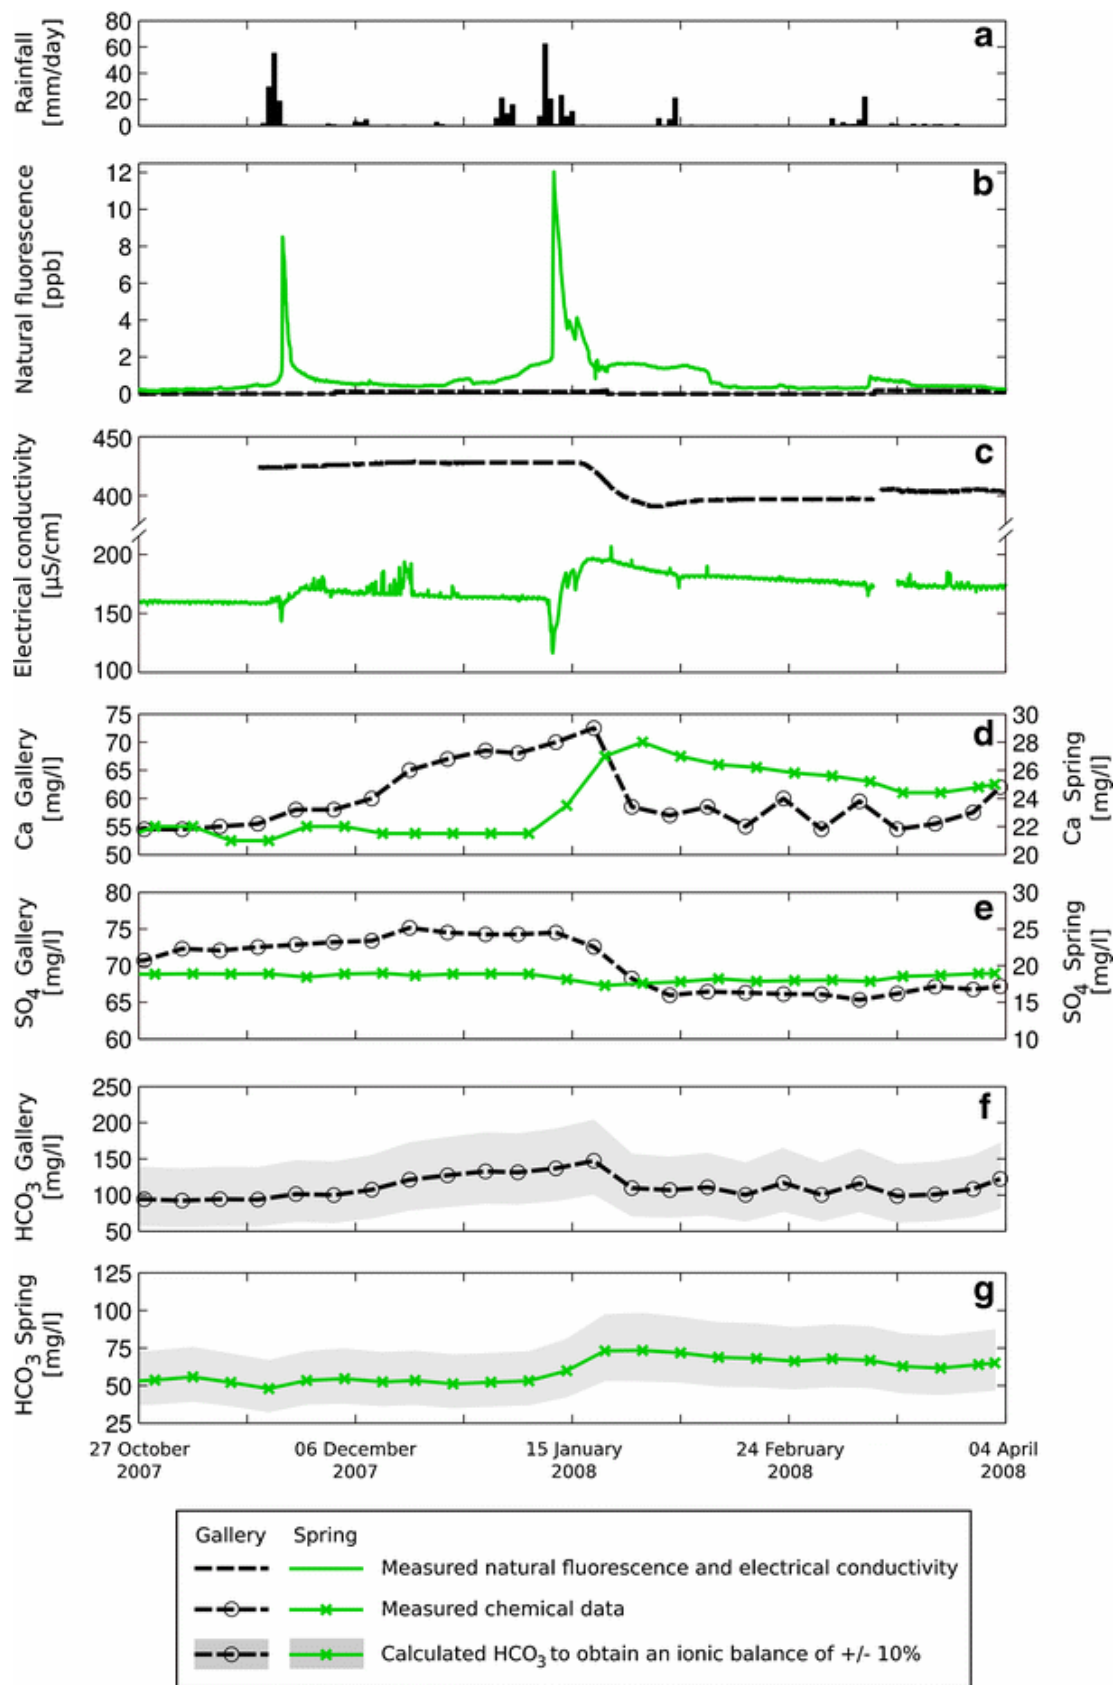 a
Rainfall
[mm/day]
80
60
40
20
0
b
Natural fluorescence
[ppb]
12
10
8
6
4
2
0
c
Electrical conductivity
[µS/cm]
450
400
200
150
100
d
Ca Gallery
[mg/l]
75
70
65
60
55
50
30
28
26
24
22
20
Ca Spring
[mg/l]
e
SO4 Gallery
[mg/l]
80
75
70
65
60
30
25
20
15
10
SO4 Spring
[mg/l]
f
HCO3 Gallery
[mg/l]
250
200
150
100
50
g
HCO3 Spring
[mg/l]
125
100
75
50
25
27 October
2007
06 December
2007
15 January
2008
24 February
2008
04 April
2008
Gallery Spring
Measured natural fluorescence and electrical conductivity
Measured chemical data
Calculated HCO3 to obtain an ionic balance of +/- 10%